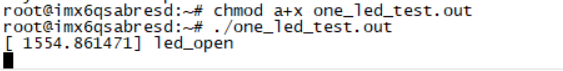 root@imx6qsabresd:~# chmod a+x one_led_test.out
root@imx6qsabresd:~# ./one_led_test.out
[ 1554.861471] led_open